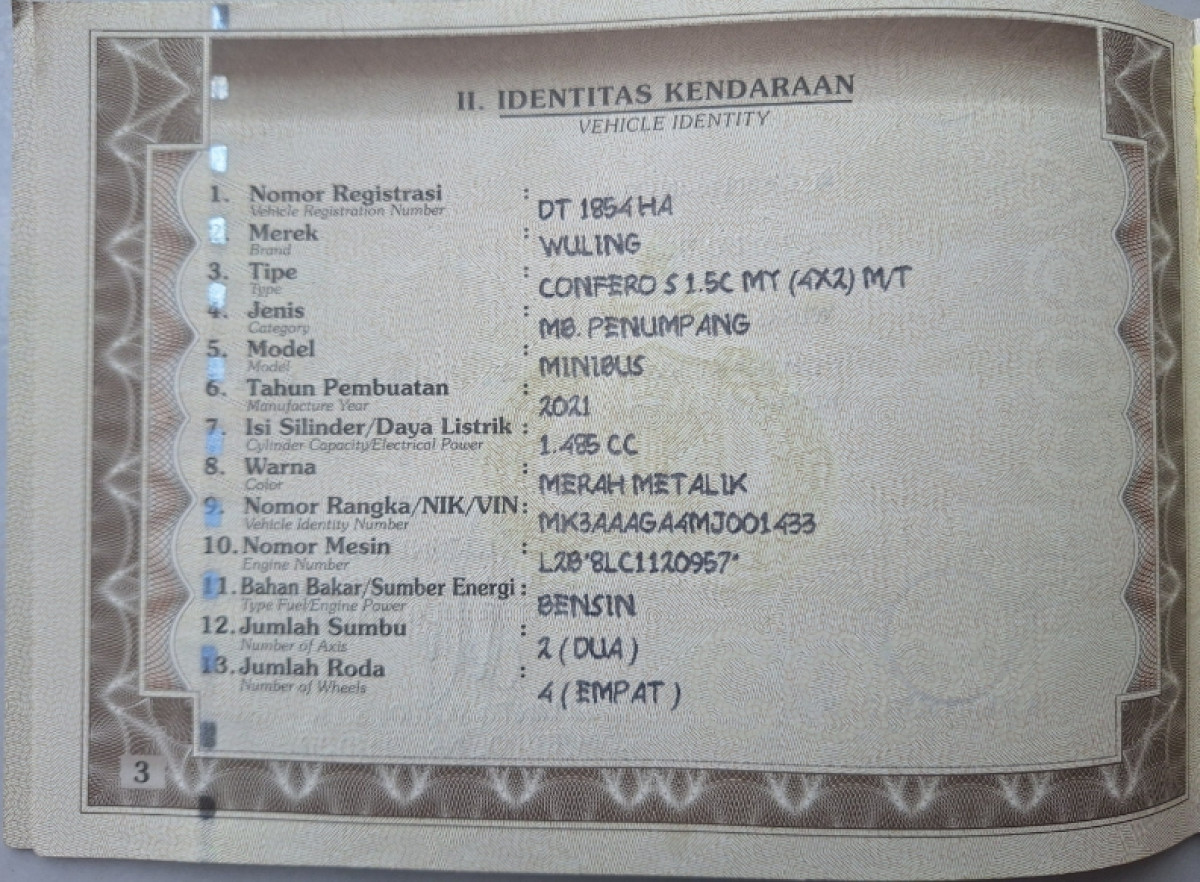 II. IDENTITAS KENDARAAN
VEHICLE IDENTITY
1. Nomor Registrasi : DT 1854 HA
Vehicle Registration Number
2. Merek : WULING
Brand
3. Tipe : CONFERO S 1.5C MY (4X2) M/T
Type
4. Jenis : MB. PENUMPANG
Category
5. Model : MINIBUS
Model
6. Tahun Pembuatan : 2021
Manufacture Year
7. Isi Silinder/Daya Listrik : 1.485 CC
Cylinder Capacity/Electrical Power
8. Warna : MERAH METALIK
Color
9. Nomor Rangka/NIK/VIN : MK3AAAGA4MJ001433
Vehicle Identity Number
10. Nomor Mesin : L2B*8LC1120957*
Engine Number
11. Bahan Bakar/Sumber Energi : BENSIN
Type Fuel/Engine Power
12. Jumlah Sumbu : 2 ( DUA )
Number of Axis
13. Jumlah Roda : 4 ( EMPAT )
Number of Wheels
3